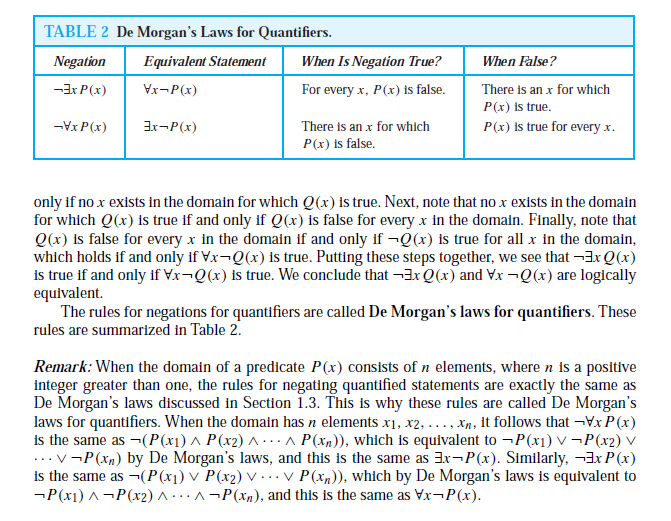 TABLE 2 De Morgan's Laws for Quantifiers.
Negation Equivalent Statement When Is Negation True? When False?
¬∃xP(x) ∀x¬P(x) For every x, P(x) is false. There is an x for which
P(x) is true.
¬∀xP(x) ∃x¬P(x) There is an x for which P(x) is true for every x.
P(x) is false.
only if no x exists in the domain for which Q(x) is true. Next, note that no x exists in the domain
for which Q(x) is true if and only if Q(x) is false for every x in the domain. Finally, note that
Q(x) is false for every x in the domain if and only if ¬Q(x) is true for all x in the domain,
which holds if and only if ∀x¬Q(x) is true. Putting these steps together, we see that ¬∃xQ(x)
is true if and only if ∀x¬Q(x) is true. We conclude that ¬∃xQ(x) and ∀x ¬Q(x) are logically
equivalent.
The rules for negations for quantifiers are called De Morgan's laws for quantifiers. These
rules are summarized in Table 2.
Remark: When the domain of a predicate P(x) consists of n elements, where n is a positive
integer greater than one, the rules for negating quantified statements are exactly the same as
De Morgan's laws discussed in Section 1.3. This is why these rules are called De Morgan's
laws for quantifiers. When the domain has n elements x₁, x₂, . . . , xₙ, it follows that ¬∀xP(x)
is the same as ¬(P(x₁) ∧ P(x₂) ∧ ··· ∧ P(xₙ)), which is equivalent to ¬P(x₁) ∨ ¬P(x₂) ∨
··· ∨ ¬P(xₙ) by De Morgan's laws, and this is the same as ∃x¬P(x). Similarly, ¬∃xP(x)
is the same as ¬(P(x₁) ∨ P(x₂) ∨ ··· ∨ P(xₙ)), which by De Morgan's laws is equivalent to
¬P(x₁) ∧ ¬P(x₂) ∧ ··· ∧ ¬P(xₙ), and this is the same as ∀x¬P(x).